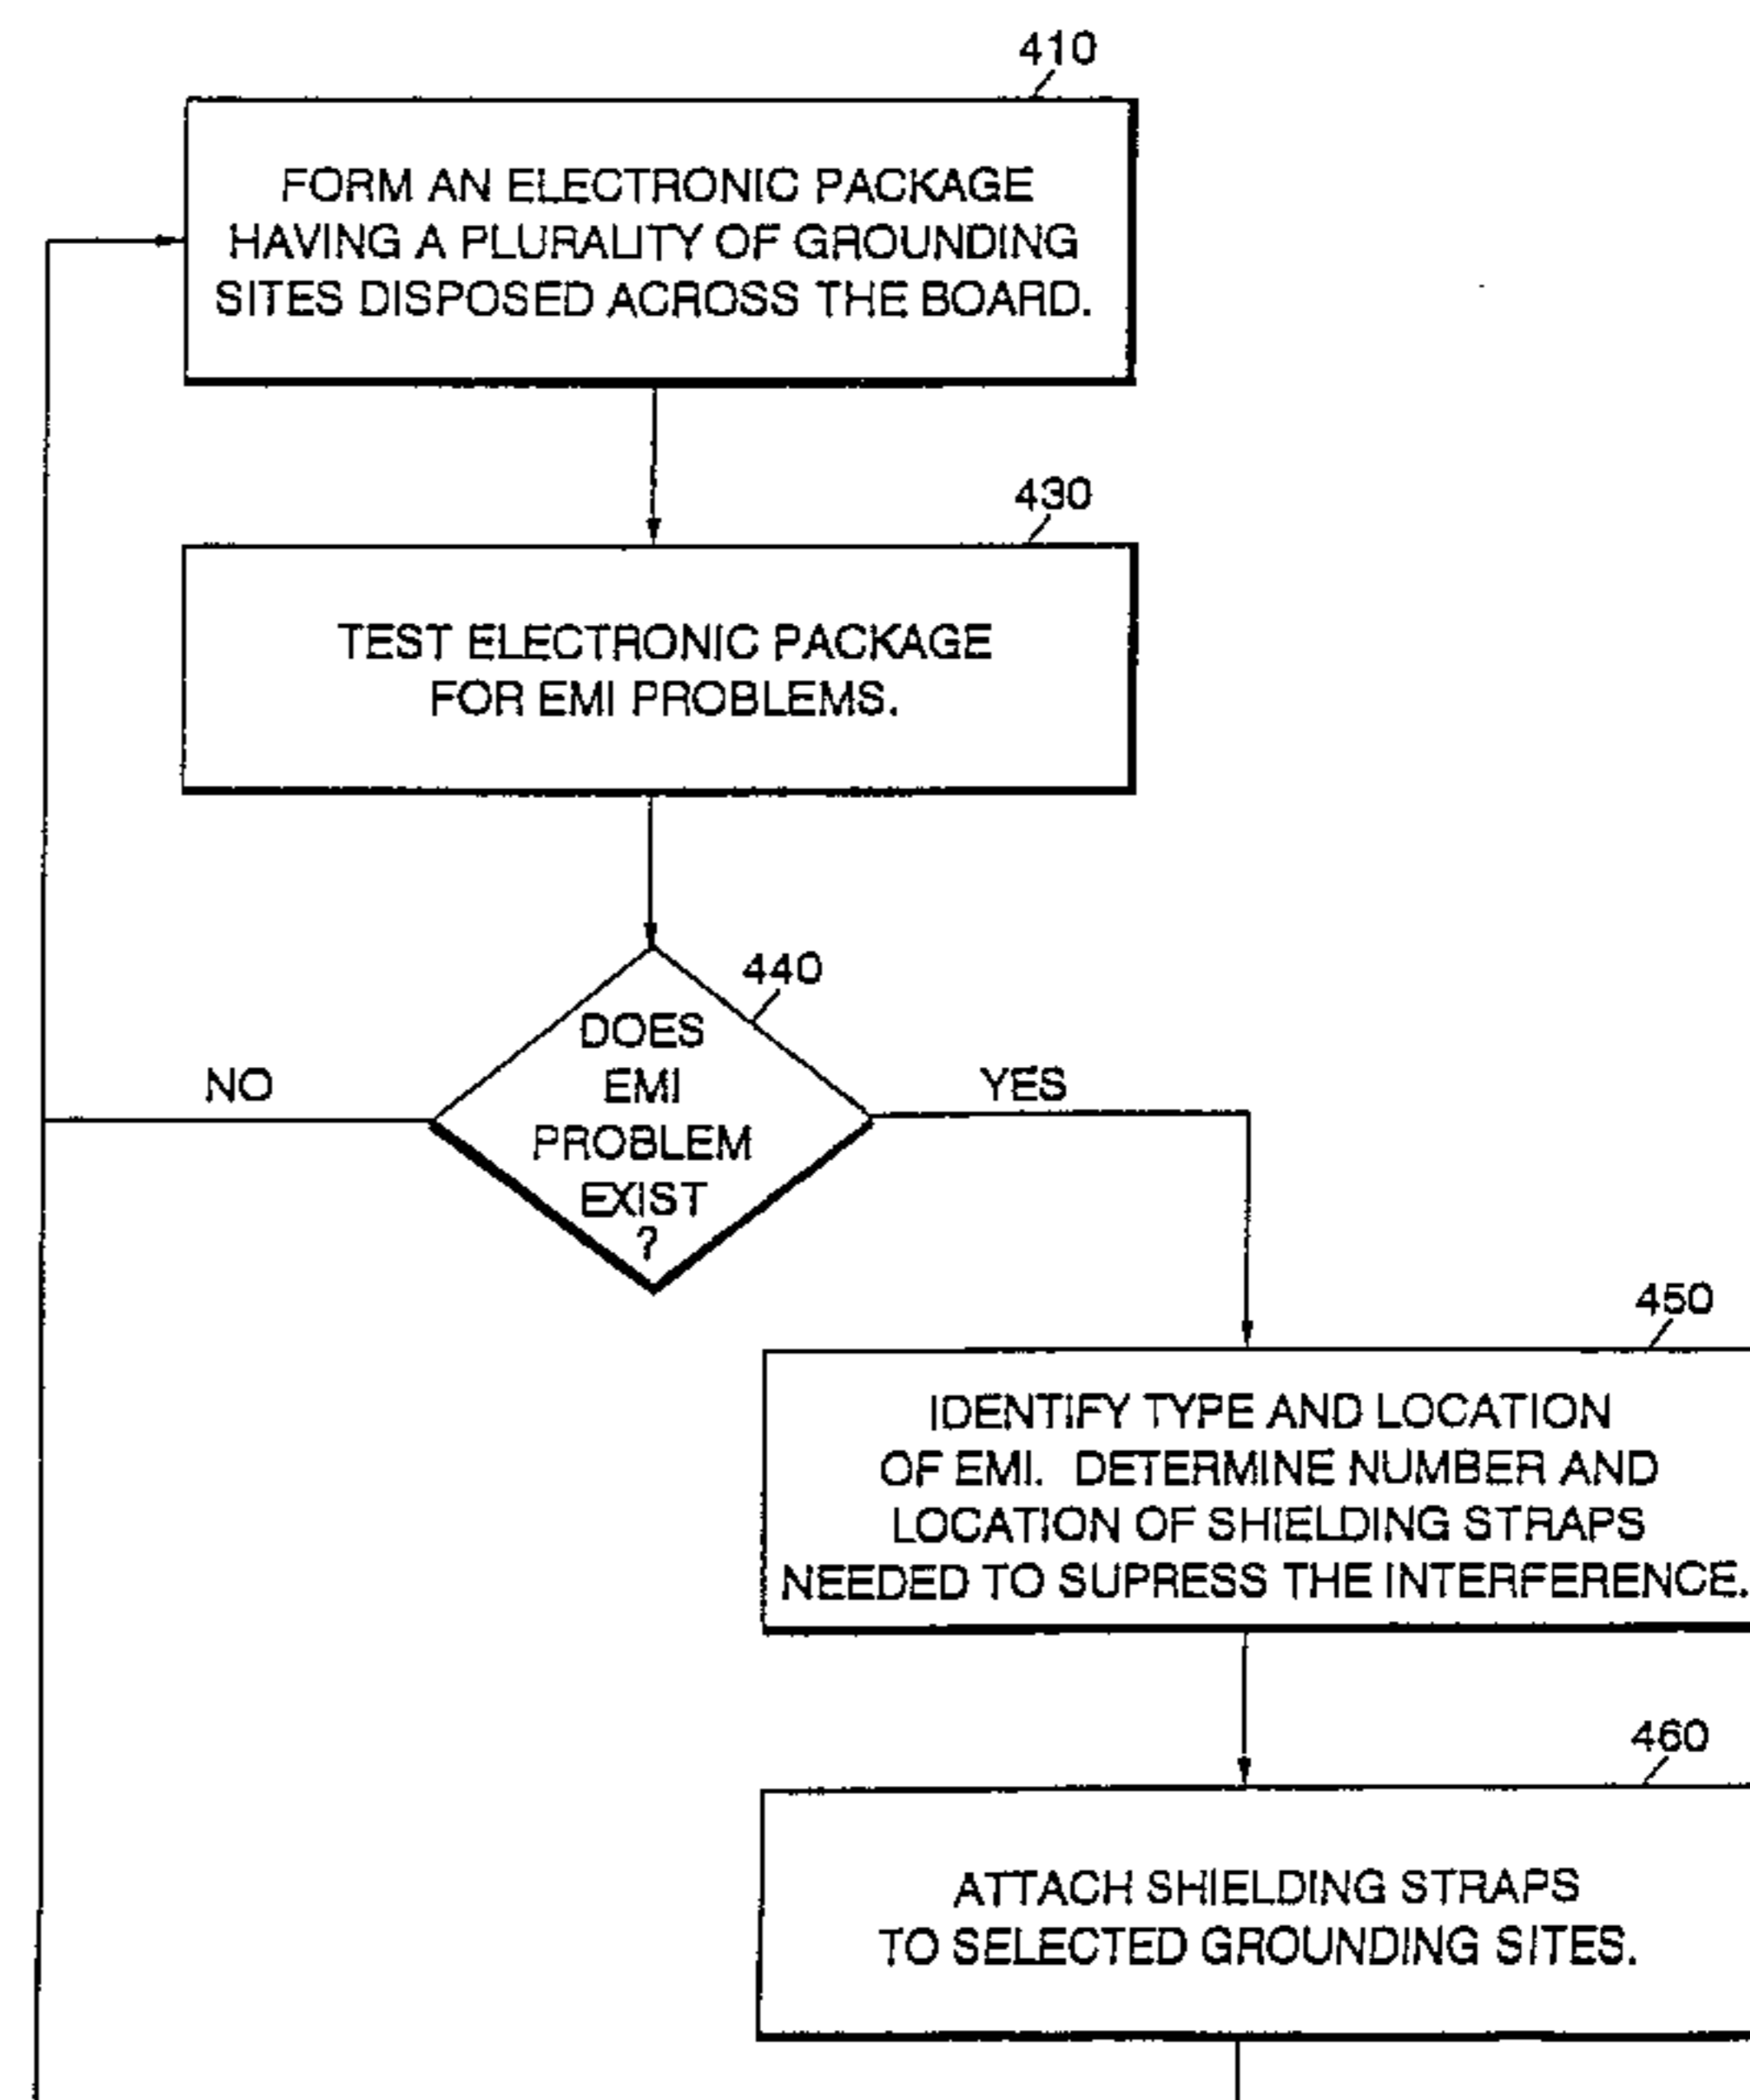 410
FORM AN ELECTRONIC PACKAGE
HAVING A PLURALITY OF GROUNDING
SITES DISPOSED ACROSS THE BOARD.
430
TEST ELECTRONIC PACKAGE
FOR EMI PROBLEMS.
440
DOES
EMI
PROBLEM
EXIST
?
NO
YES
450
IDENTIFY TYPE AND LOCATION
OF EMI. DETERMINE NUMBER AND
LOCATION OF SHIELDING STRAPS
NEEDED TO SUPRESS THE INTERFERENCE.
460
ATTACH SHIELDING STRAPS
TO SELECTED GROUNDING SITES.